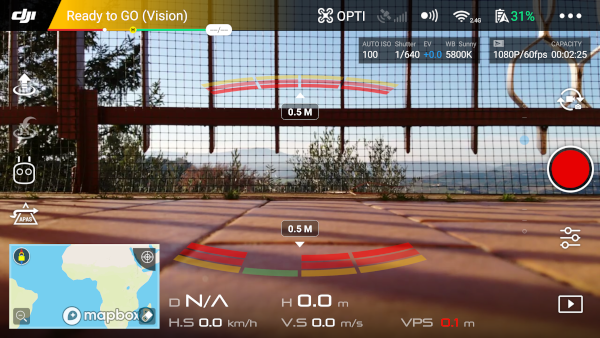 dji
Ready to GO (Vision)
OPTI
2.4G
31%
AUTO ISO
100
Shutter
1/640
EV
+0.0
WB Sunny
5800K
1080P/60fps
CAPACITY
00:02:25
--/--
0.5 M
APAS
0.5 M
mapbox
D N/A
H 0.0 m
H.S 0.0 km/h
V.S 0.0 m/s
VPS 0.1 m